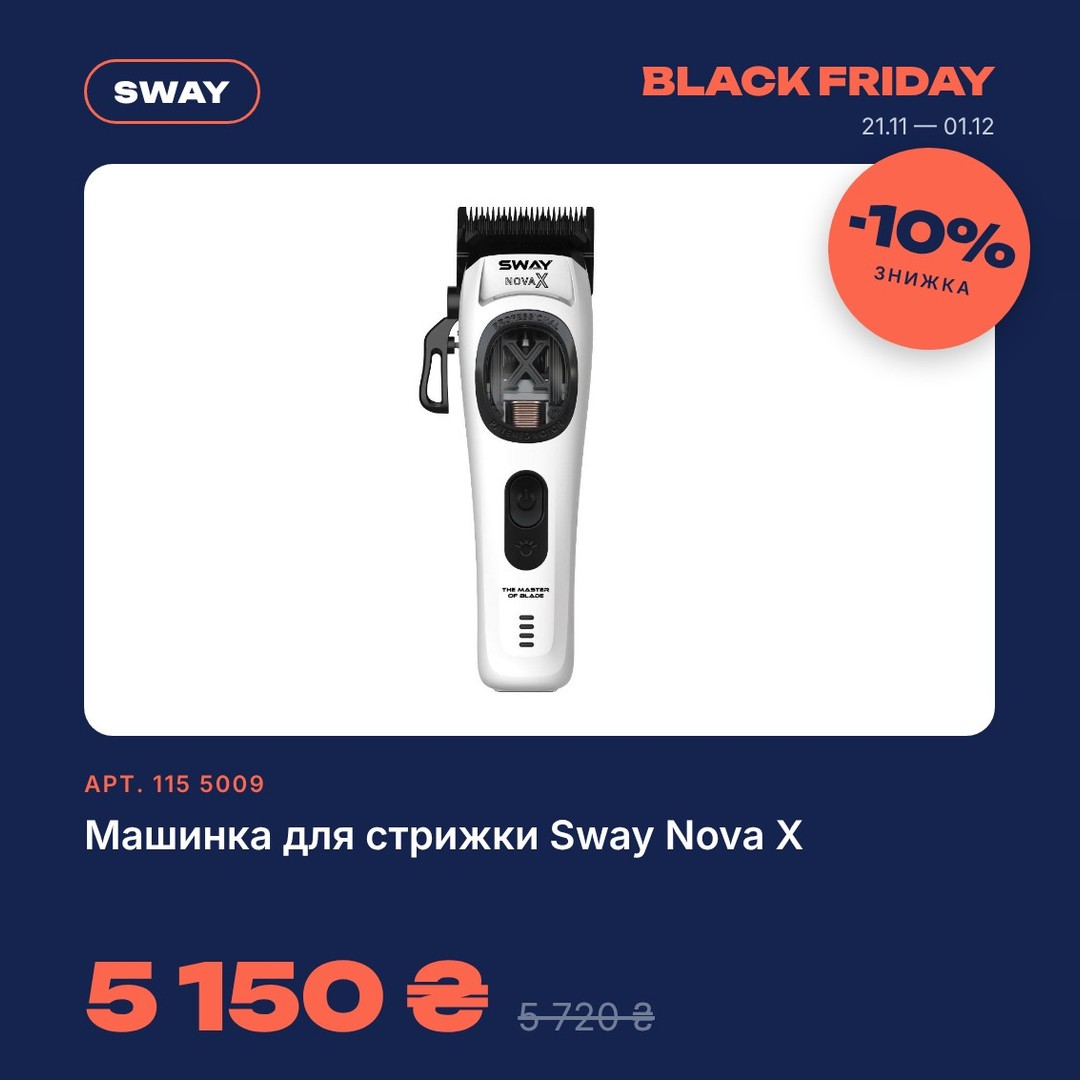 SWAY
BLACK FRIDAY
21.11 — 01.12
-10%
ЗНИЖКА
SWAY
NOVA X
PROFESSIONAL
X
THE MASTER
OF BLADE
АРТ. 115 5009
Машинка для стрижки Sway Nova X
5 150 ₴
5 720 ₴